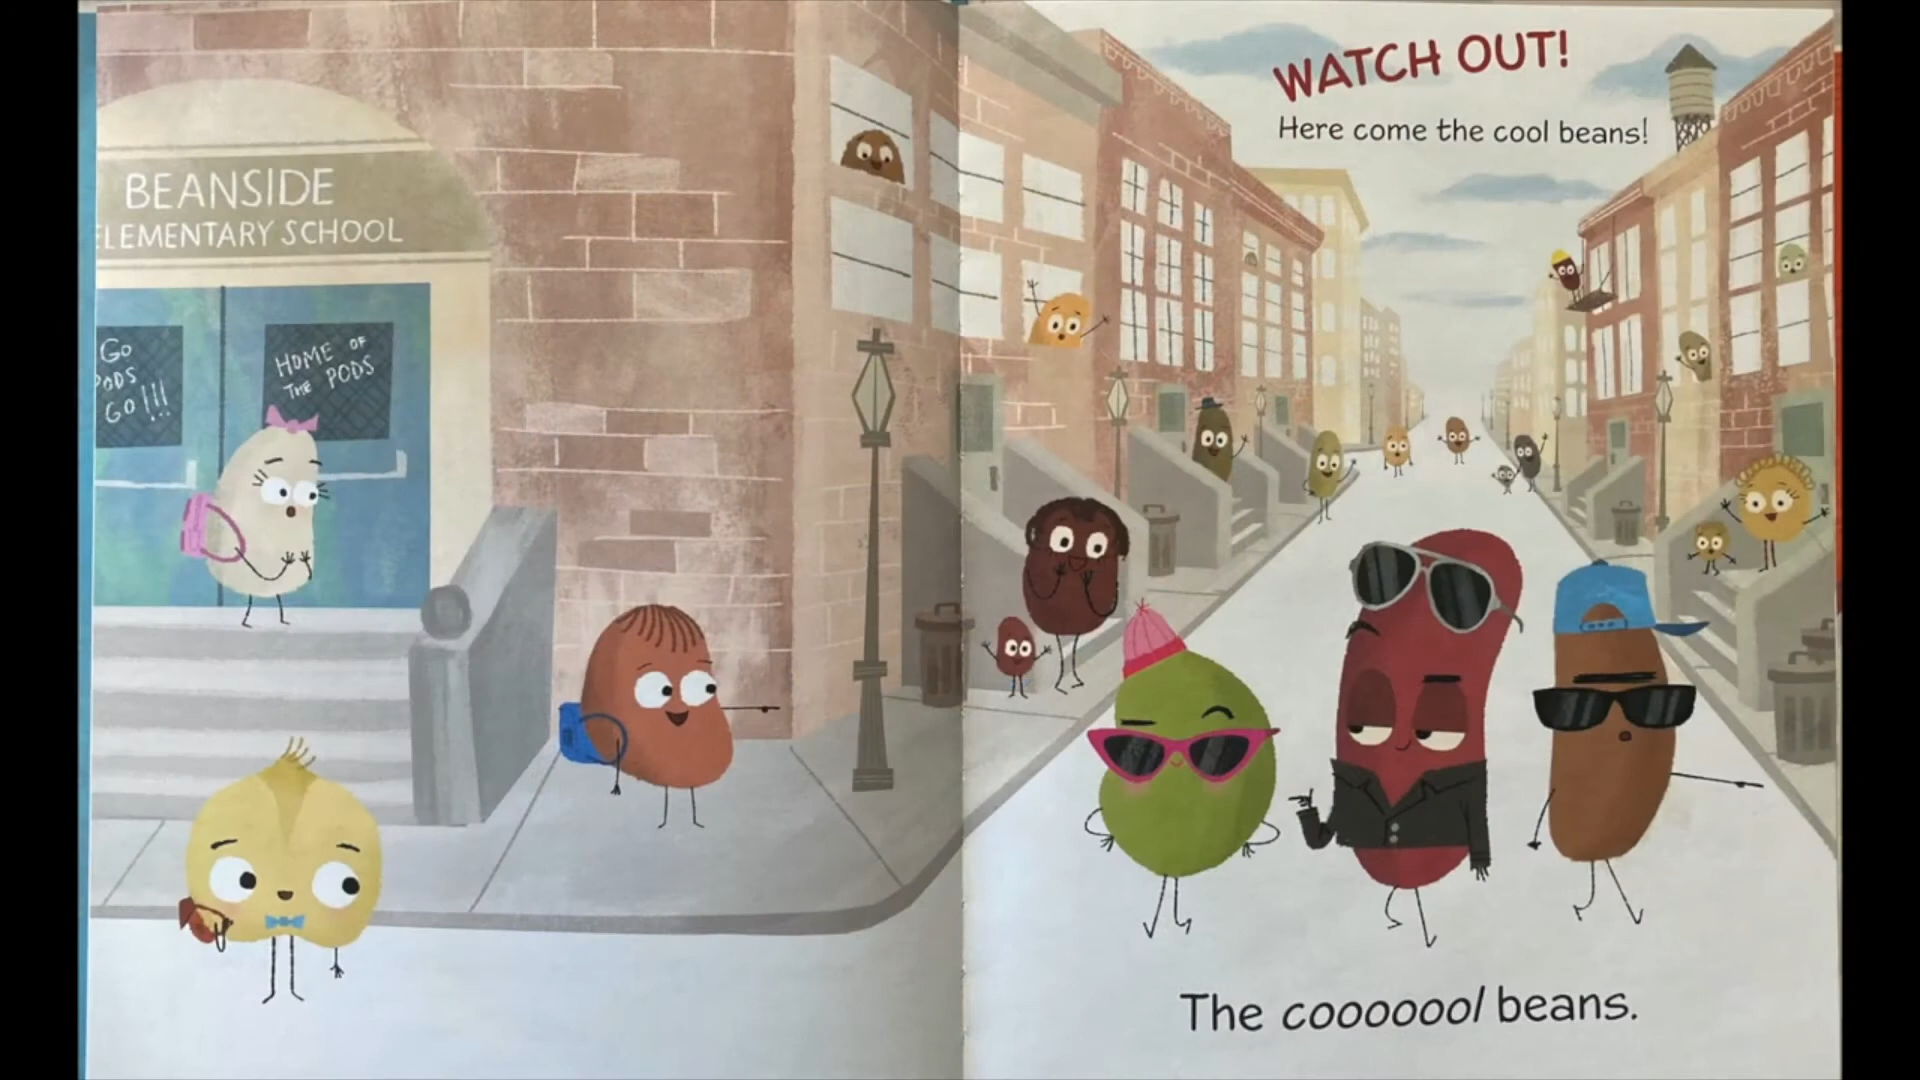 BEANSIDE
ELEMENTARY SCHOOL
GO
PODS
GO!!!
HOME OF
THE PODS
WATCH OUT!
Here come the cool beans!
The cooooool beans.